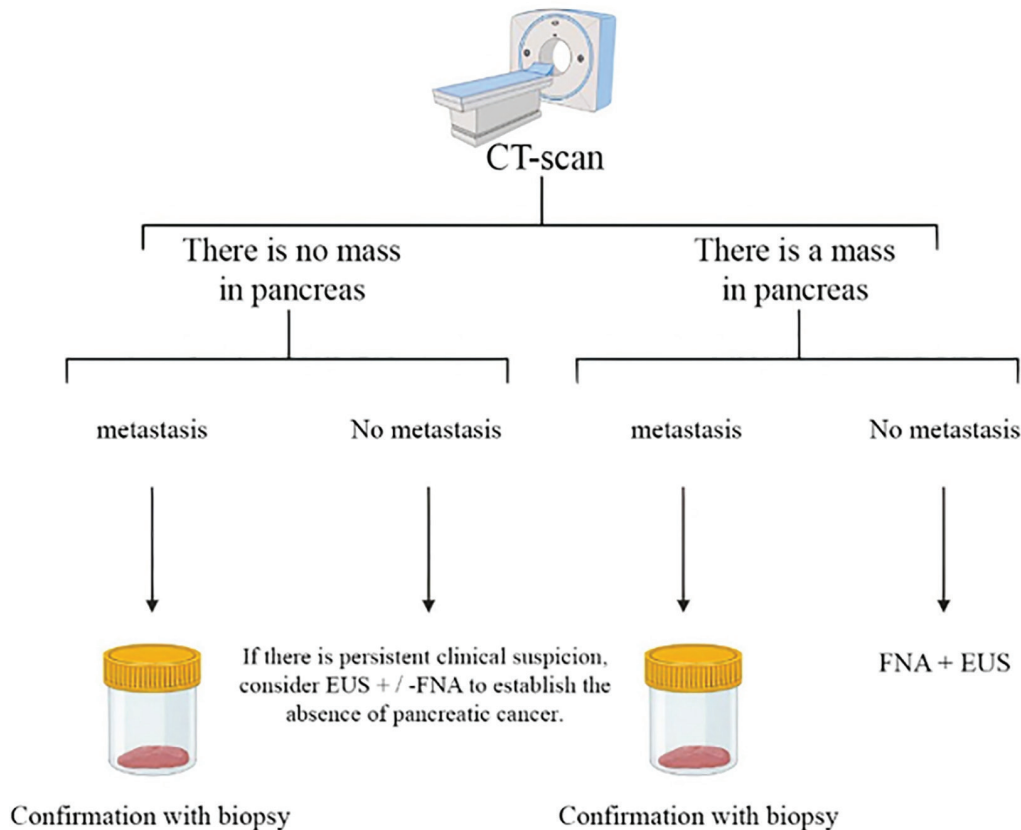 CT-scan
There is no mass
in pancreas
There is a mass
in pancreas
metastasis
No metastasis
metastasis
No metastasis
If there is persistent clinical suspicion,
consider EUS + / -FNA to establish the
absence of pancreatic cancer.
FNA + EUS
Confirmation with biopsy
Confirmation with biopsy